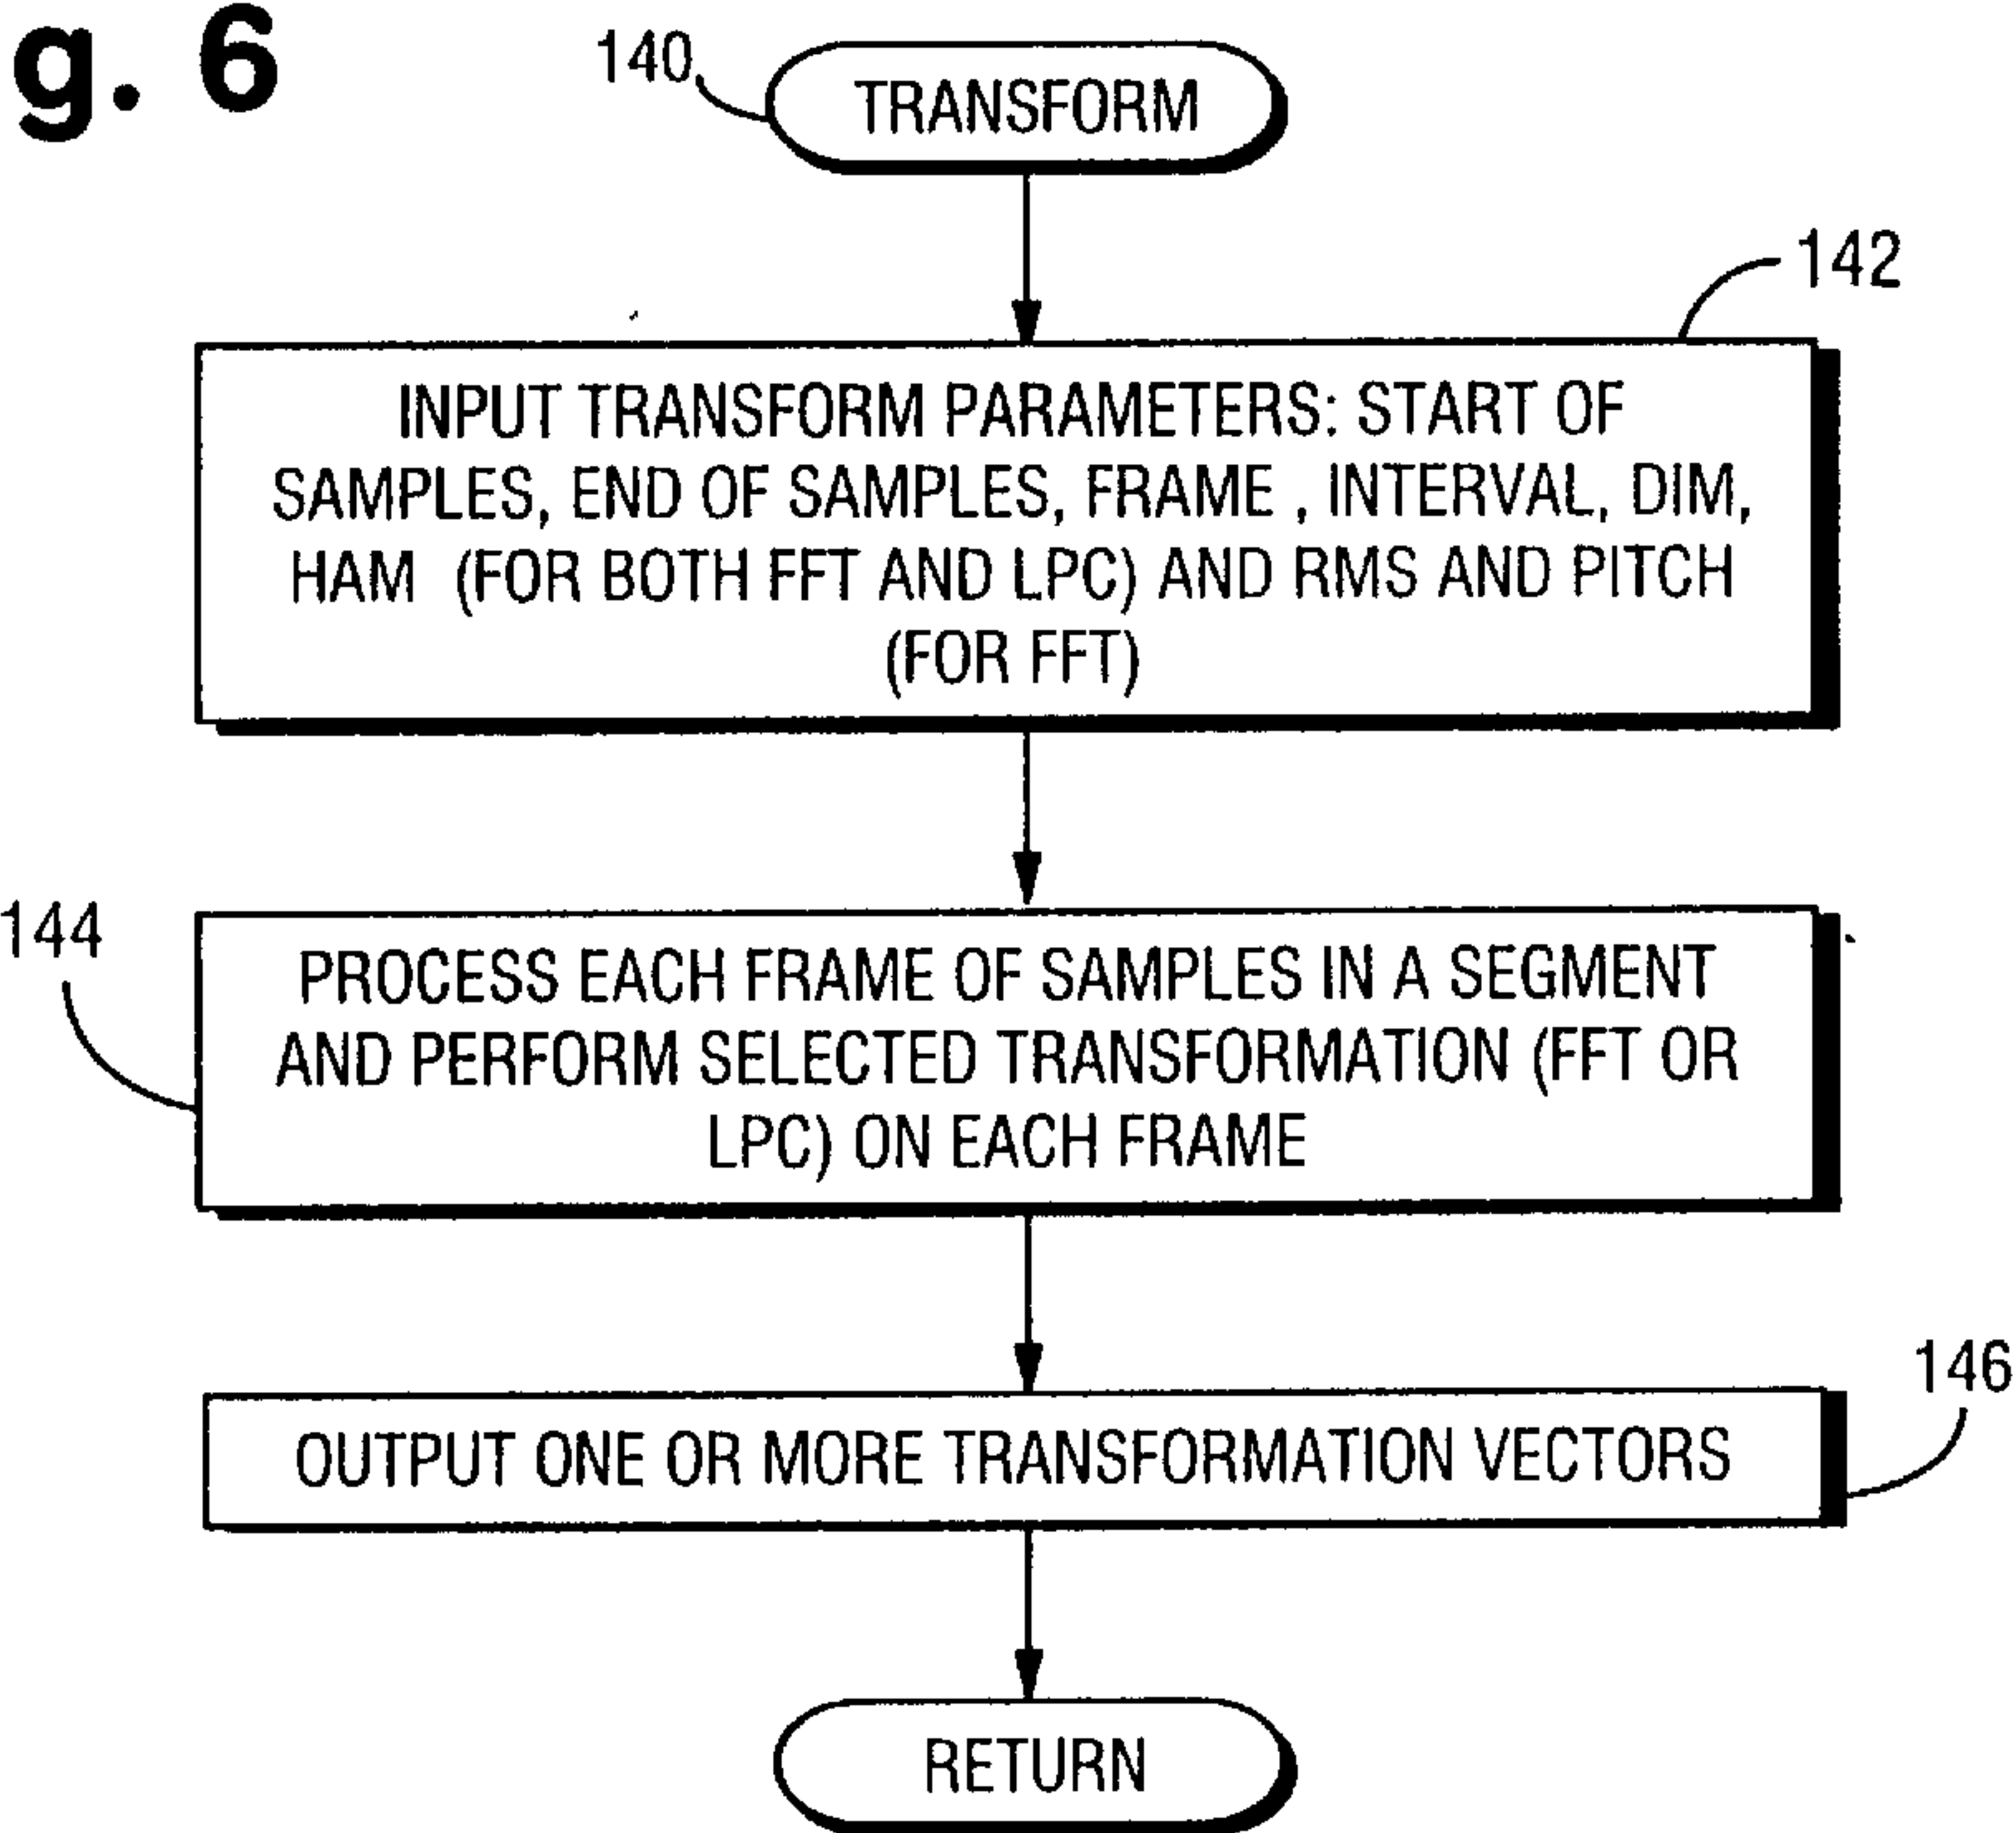 g. 6
140
TRANSFORM
142
INPUT TRANSFORM PARAMETERS: START OF
SAMPLES, END OF SAMPLES, FRAME , INTERVAL, DIM,
HAM (FOR BOTH FFT AND LPC) AND RMS AND PITCH
(FOR FFT)
144
PROCESS EACH FRAME OF SAMPLES IN A SEGMENT
AND PERFORM SELECTED TRANSFORMATION (FFT OR
LPC) ON EACH FRAME
146
OUTPUT ONE OR MORE TRANSFORMATION VECTORS
RETURN